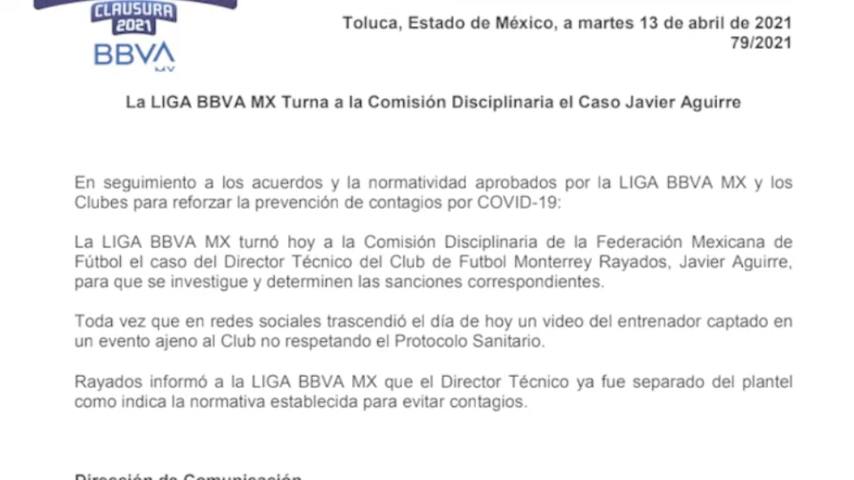 CLAUSURA
2021
BBVA
MX
Toluca, Estado de México, a martes 13 de abril de 2021
79/2021
La LIGA BBVA MX Turna a la Comisión Disciplinaria el Caso Javier Aguirre
En seguimiento a los acuerdos y la normatividad aprobados por la LIGA BBVA MX y los
Clubes para reforzar la prevención de contagios por COVID-19:
La LIGA BBVA MX turnó hoy a la Comisión Disciplinaria de la Federación Mexicana de
Fútbol el caso del Director Técnico del Club de Futbol Monterrey Rayados, Javier Aguirre,
para que se investigue y determinen las sanciones correspondientes.
Toda vez que en redes sociales trascendió el día de hoy un video del entrenador captado en
un evento ajeno al Club no respetando el Protocolo Sanitario.
Rayados informó a la LIGA BBVA MX que el Director Técnico ya fue separado del plantel
como indica la normativa establecida para evitar contagios.
Dirección de Comunicación